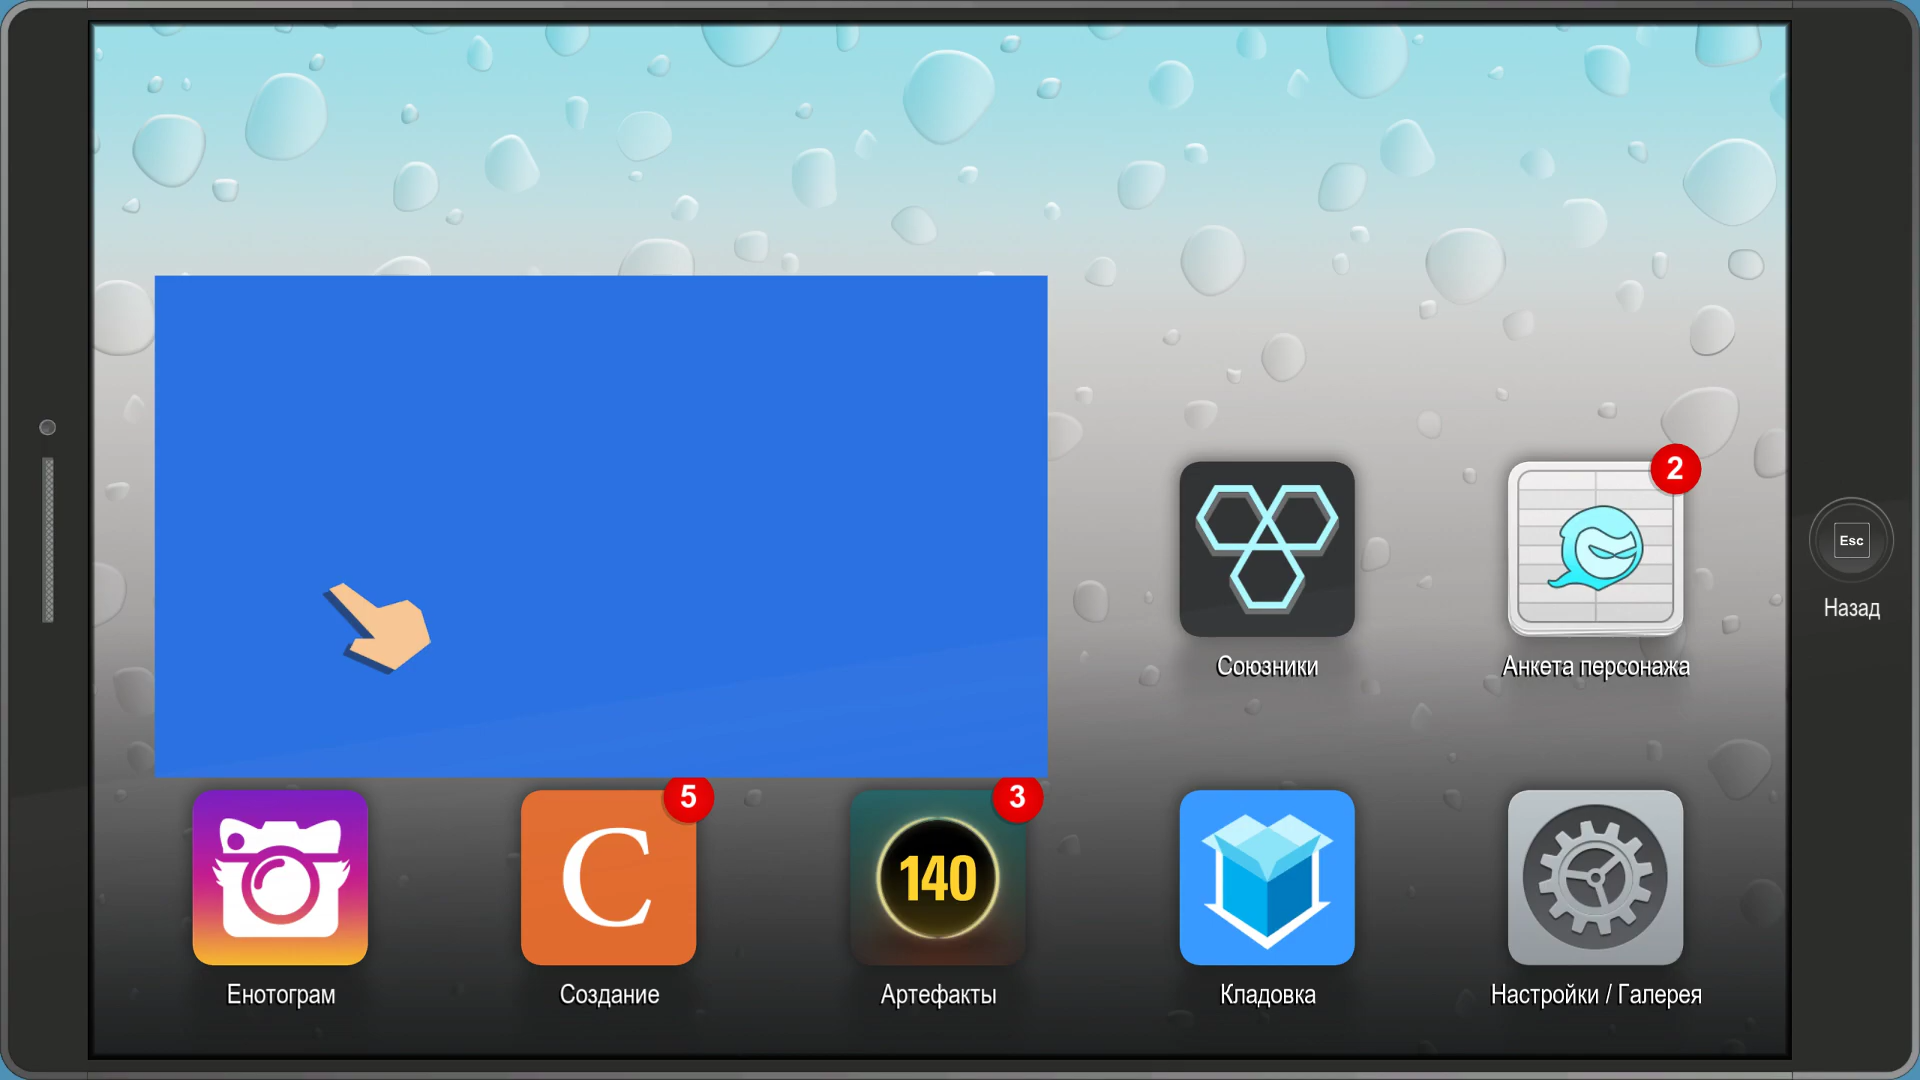 2
Esc
Назад
Союзники
Анкета персонажа
5
3
C
140
Енотограм
Создание
Артефакты
Кладовка
Настройки / Галерея